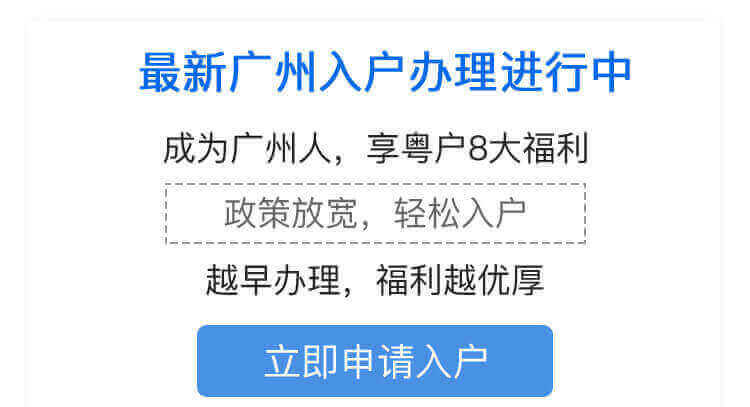 最新广州入户办理进行中
成为广州人，享粤户8大福利
政策放宽，轻松入户
越早办理，福利越优厚
立即申请入户